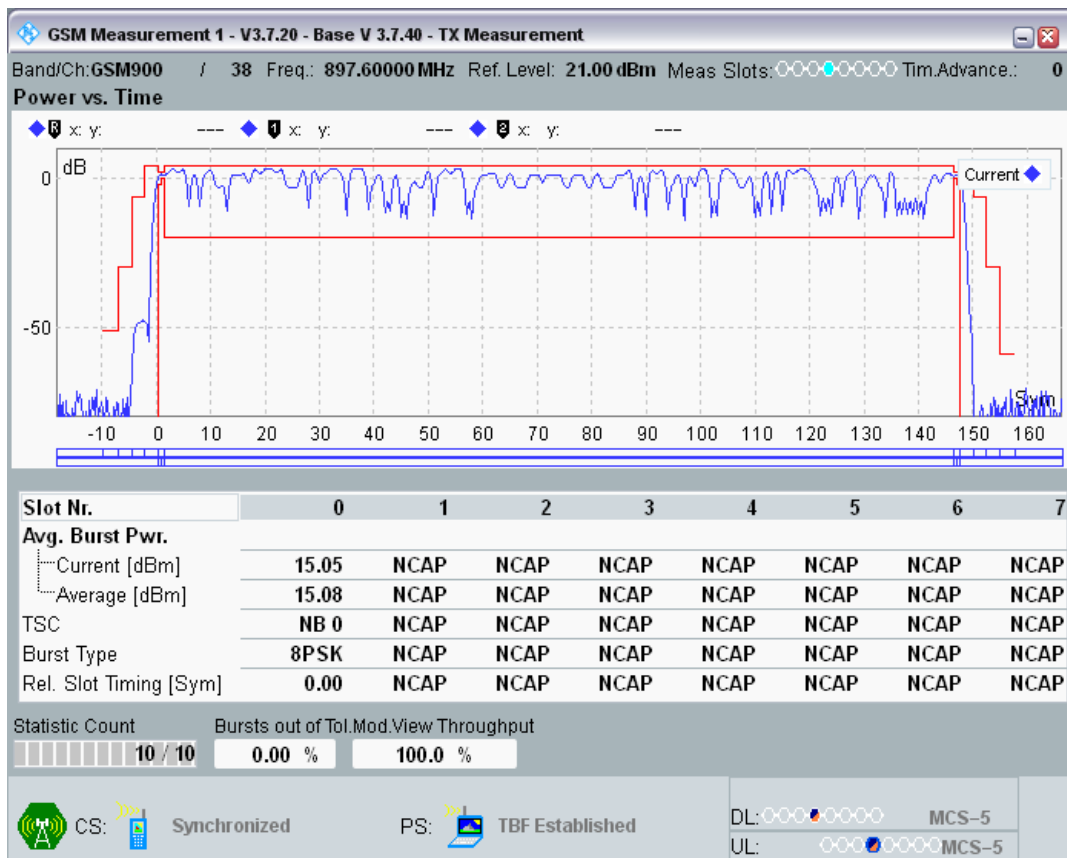 GSM Measurement 1 - V3.7.20 - Base V 3.7.40 - TX Measurement
Band/Ch: GSM900 / 38 Freq.: 897.60000 MHz Ref. Level: 21.00 dBm Meas Slots: Tim.Advance.: 0
Power vs. Time
R x: y: --- 1 x: y: --- 2 x: y: ---
dB
0
Current
-50
Sym
-10 0 10 20 30 40 50 60 70 80 90 100 110 120 130 140 150 160
Slot Nr. 0 1 2 3 4 5 6 7
Avg. Burst Pwr.
Current [dBm] 15.05 NCAP NCAP NCAP NCAP NCAP NCAP NCAP
Average [dBm] 15.08 NCAP NCAP NCAP NCAP NCAP NCAP NCAP
TSC NB 0 NCAP NCAP NCAP NCAP NCAP NCAP NCAP
Burst Type 8PSK NCAP NCAP NCAP NCAP NCAP NCAP NCAP
Rel. Slot Timing [Sym] 0.00 NCAP NCAP NCAP NCAP NCAP NCAP NCAP
Statistic Count Bursts out of Tol. Mod.View Throughput
10 / 10 0.00 % 100.0 %
CS: Synchronized PS: TBF Established
DL: MCS-5
UL: MCS-5